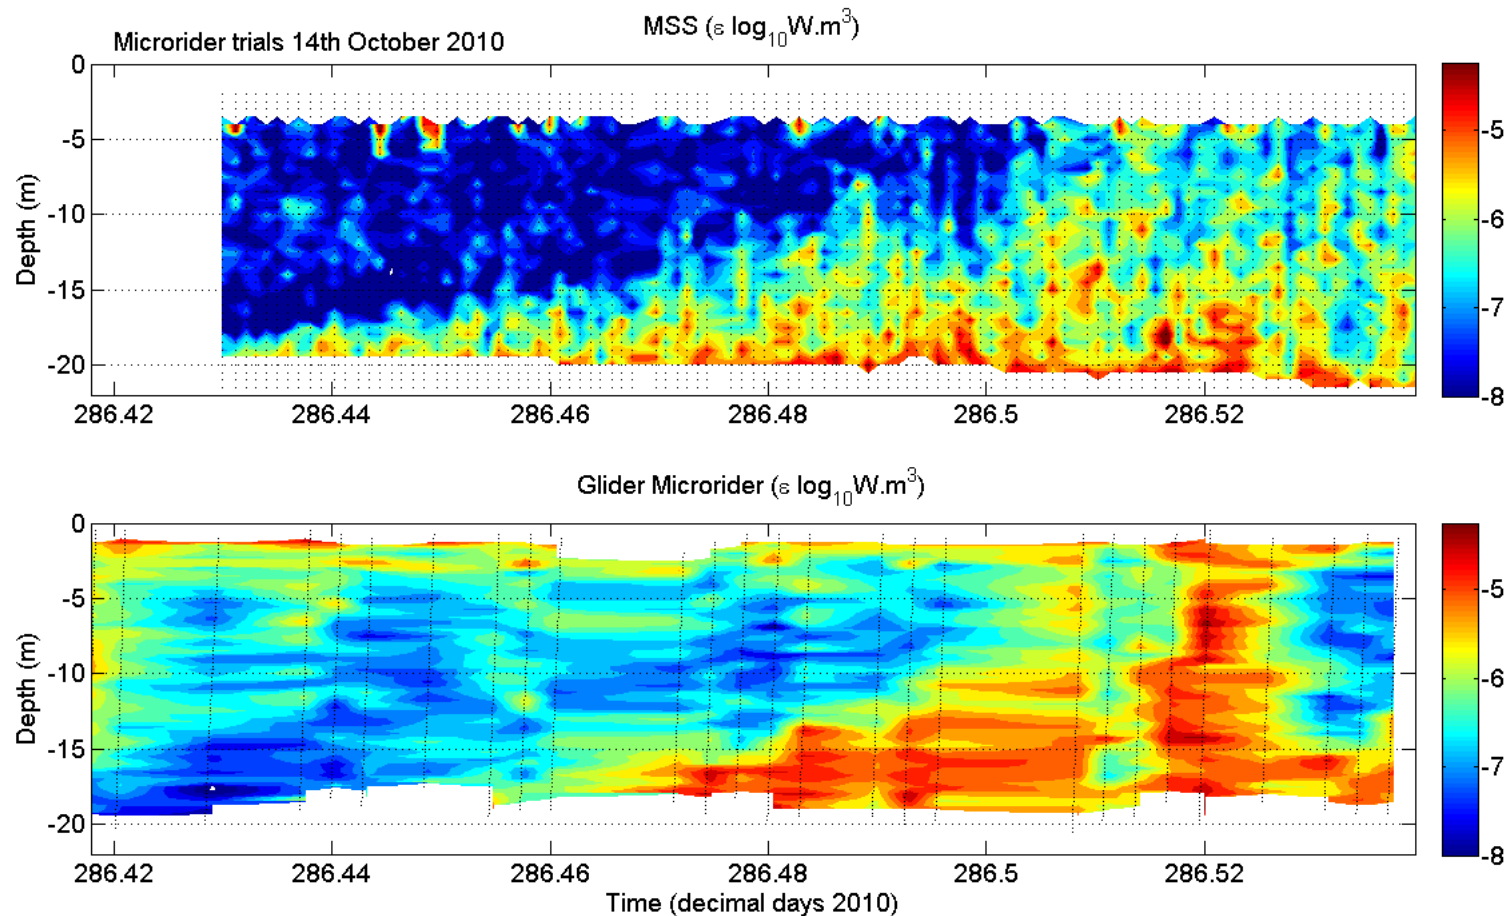 MSS (ε log10W.m3)
Microrider trials 14th October 2010
0
-5
-10
-15
-20
Depth (m)
286.42 286.44 286.46 286.48 286.5 286.52
-5
-6
-7
-8
Glider Microrider (ε log10W.m3)
0
-5
-10
-15
-20
Depth (m)
286.42 286.44 286.46 286.48 286.5 286.52
Time (decimal days 2010)
-5
-6
-7
-8